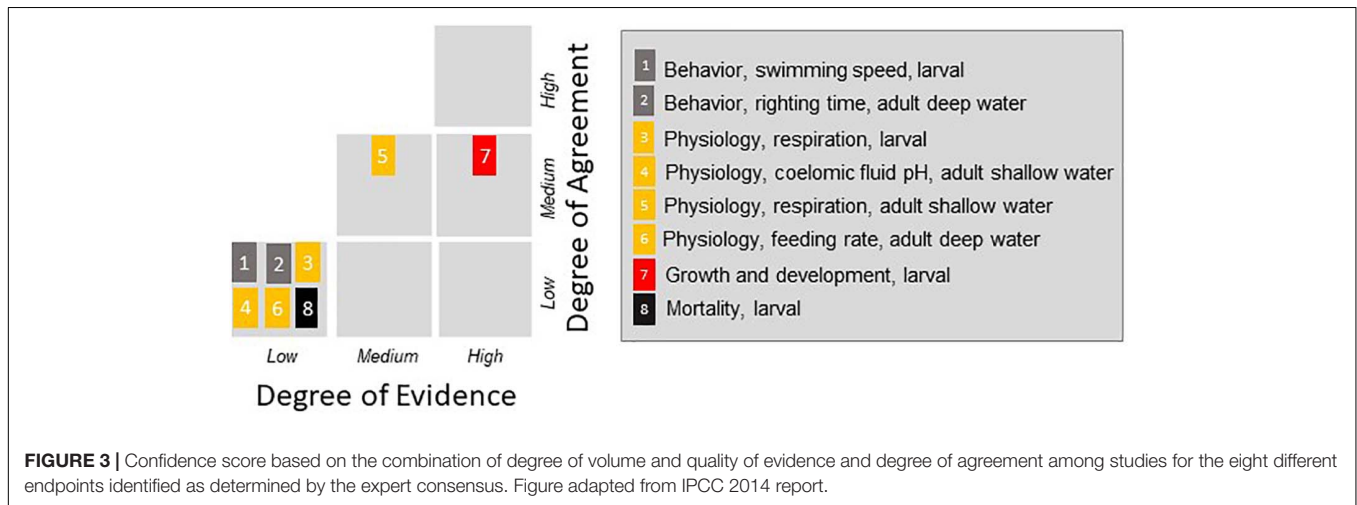 High
Medium
Low
Degree of Agreement
5
7
1 2 3
4 6 8
Low Medium High
Degree of Evidence
1 Behavior, swimming speed, larval
2 Behavior, righting time, adult deep water
3 Physiology, respiration, larval
4 Physiology, coelomic fluid pH, adult shallow water
5 Physiology, respiration, adult shallow water
6 Physiology, feeding rate, adult deep water
7 Growth and development, larval
8 Mortality, larval
FIGURE 3 | Confidence score based on the combination of degree of volume and quality of evidence and degree of agreement among studies for the eight different
endpoints identified as determined by the expert consensus. Figure adapted from IPCC 2014 report.